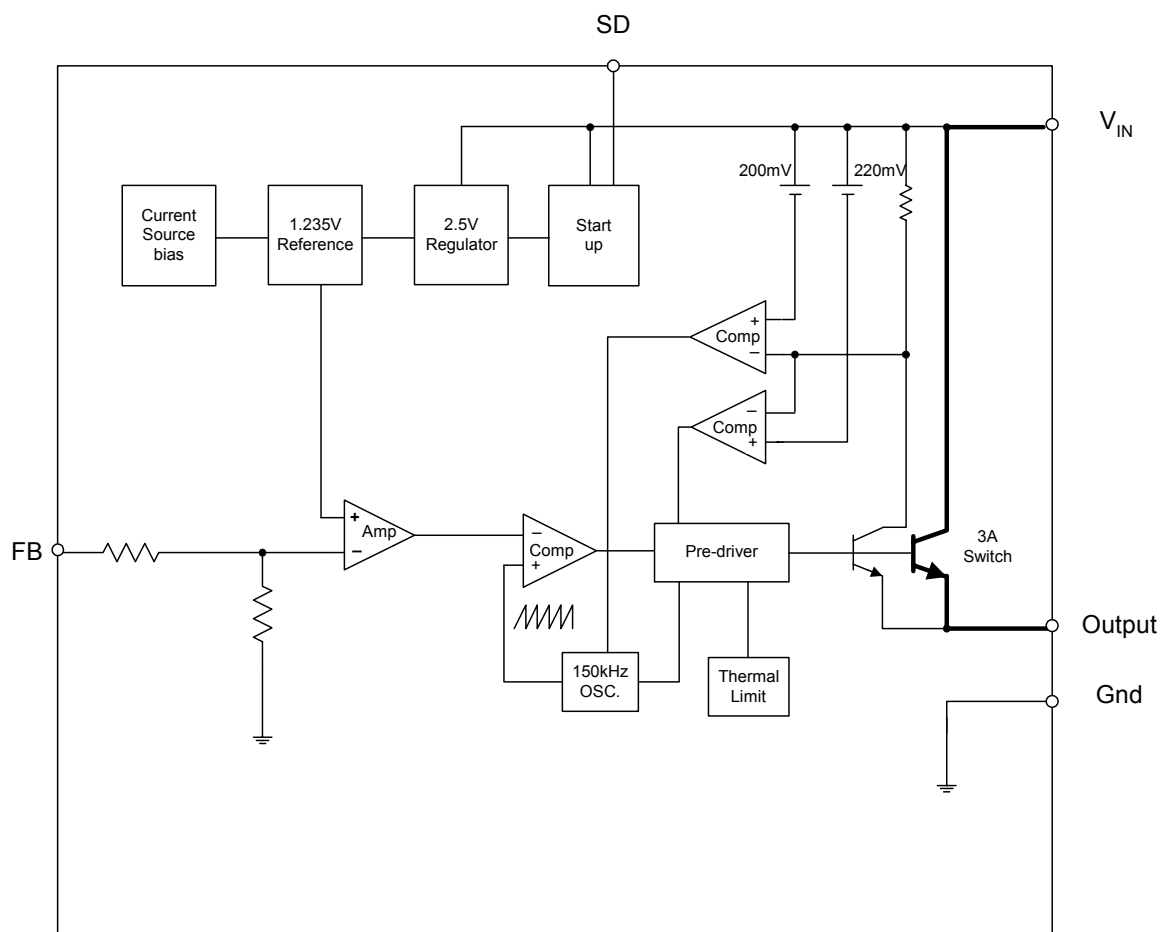 SD
V_IN
200mV
220mV
Current
Source
bias
1.235V
Reference
2.5V
Regulator
Start
up
+
Comp
−
−
Comp
+
FB
+
Amp
−
−
Comp
+
Pre-driver
3A
Switch
150kHz
OSC.
Thermal
Limit
Output
Gnd